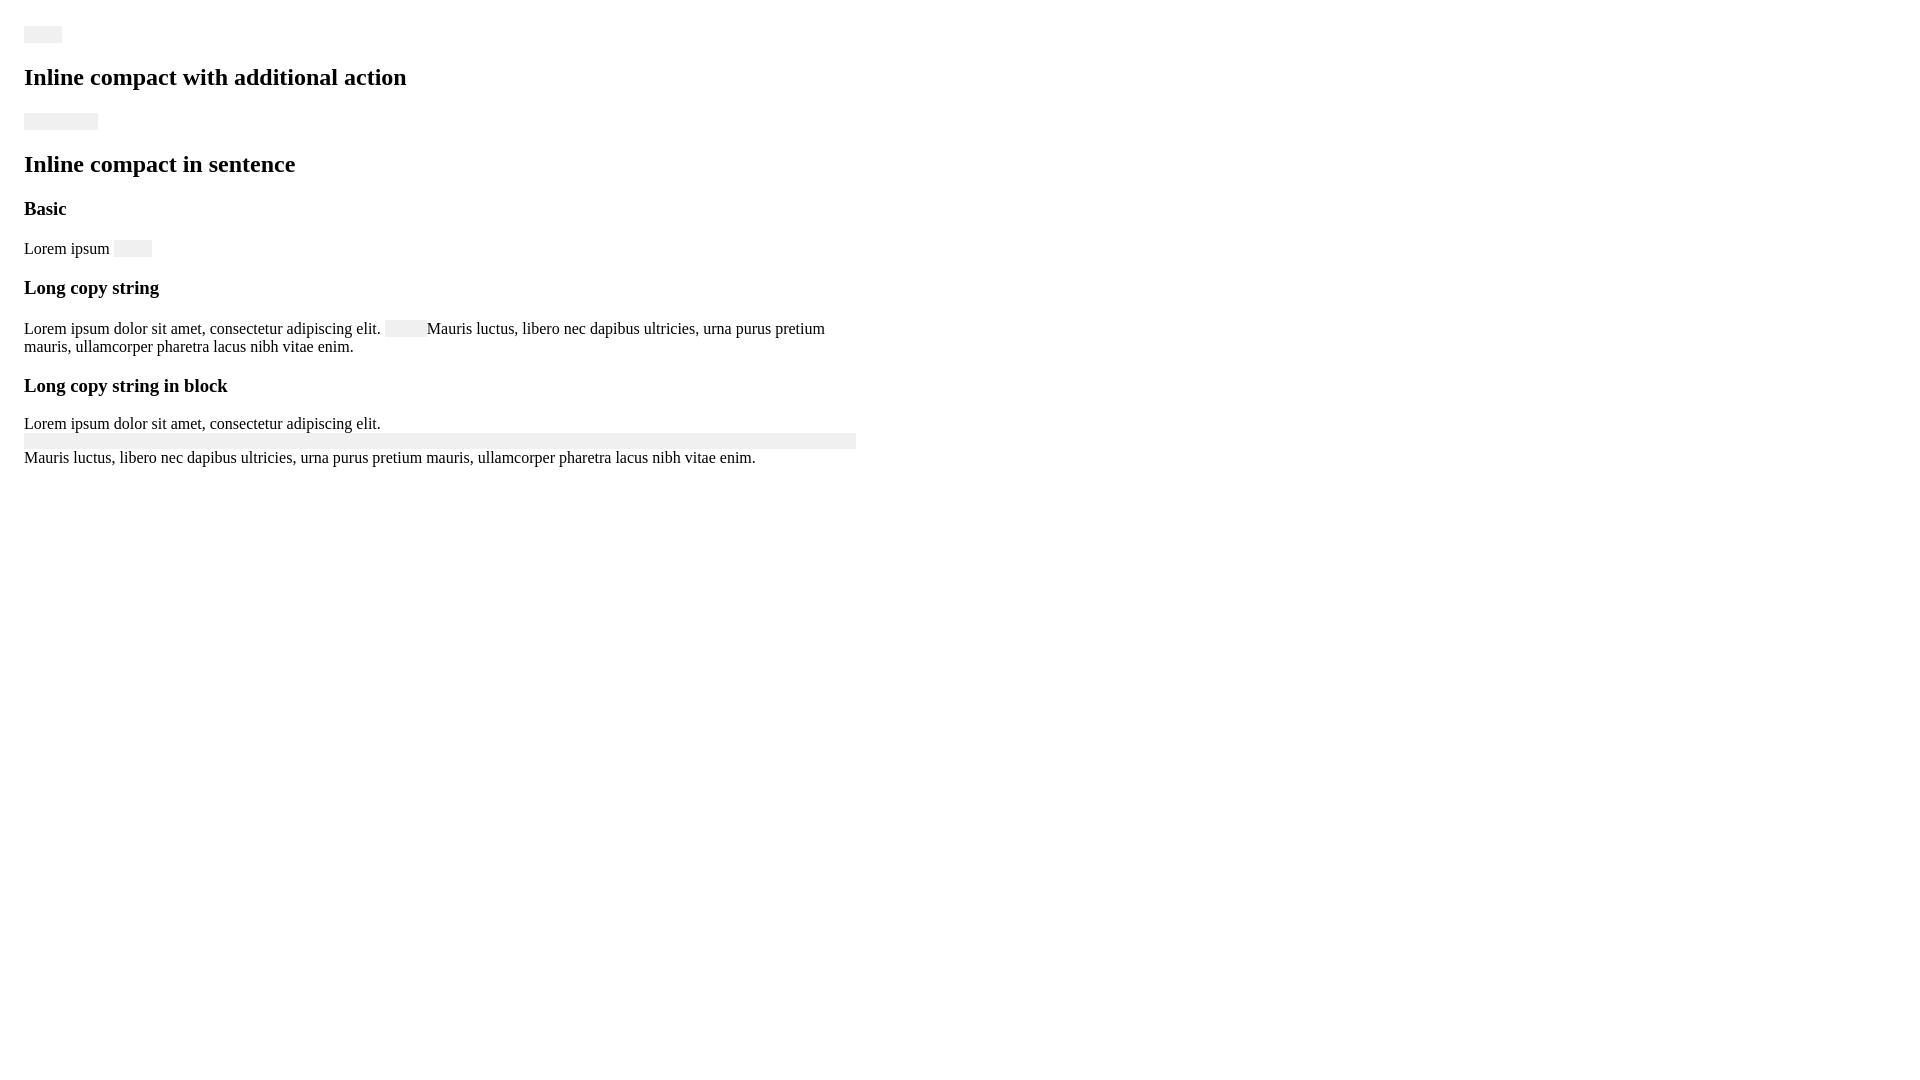 Inline compact with additional action
Inline compact in sentence
Basic
Lorem ipsum
Long copy string
Lorem ipsum dolor sit amet, consectetur adipiscing elit. Mauris luctus, libero nec dapibus ultricies, urna purus pretium
mauris, ullamcorper pharetra lacus nibh vitae enim.
Long copy string in block
Lorem ipsum dolor sit amet, consectetur adipiscing elit.
Mauris luctus, libero nec dapibus ultricies, urna purus pretium mauris, ullamcorper pharetra lacus nibh vitae enim.